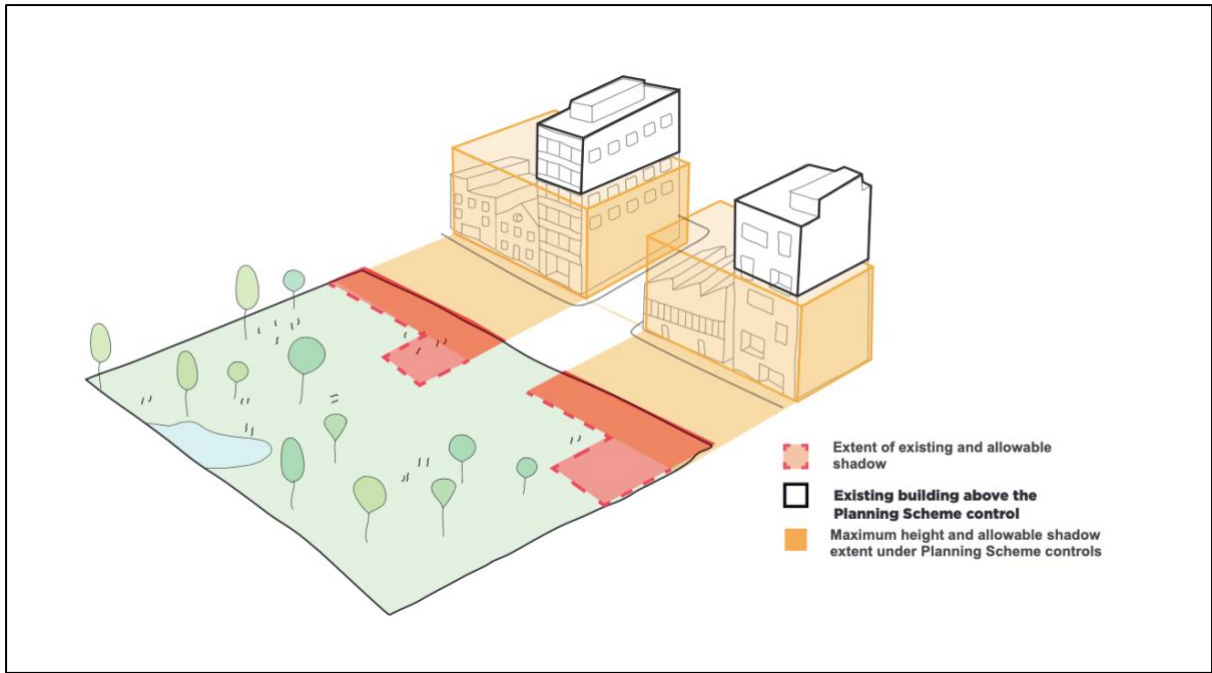 Extent of existing and allowable
shadow
Existing building above the
Planning Scheme control
Maximum height and allowable shadow
extent under Planning Scheme controls